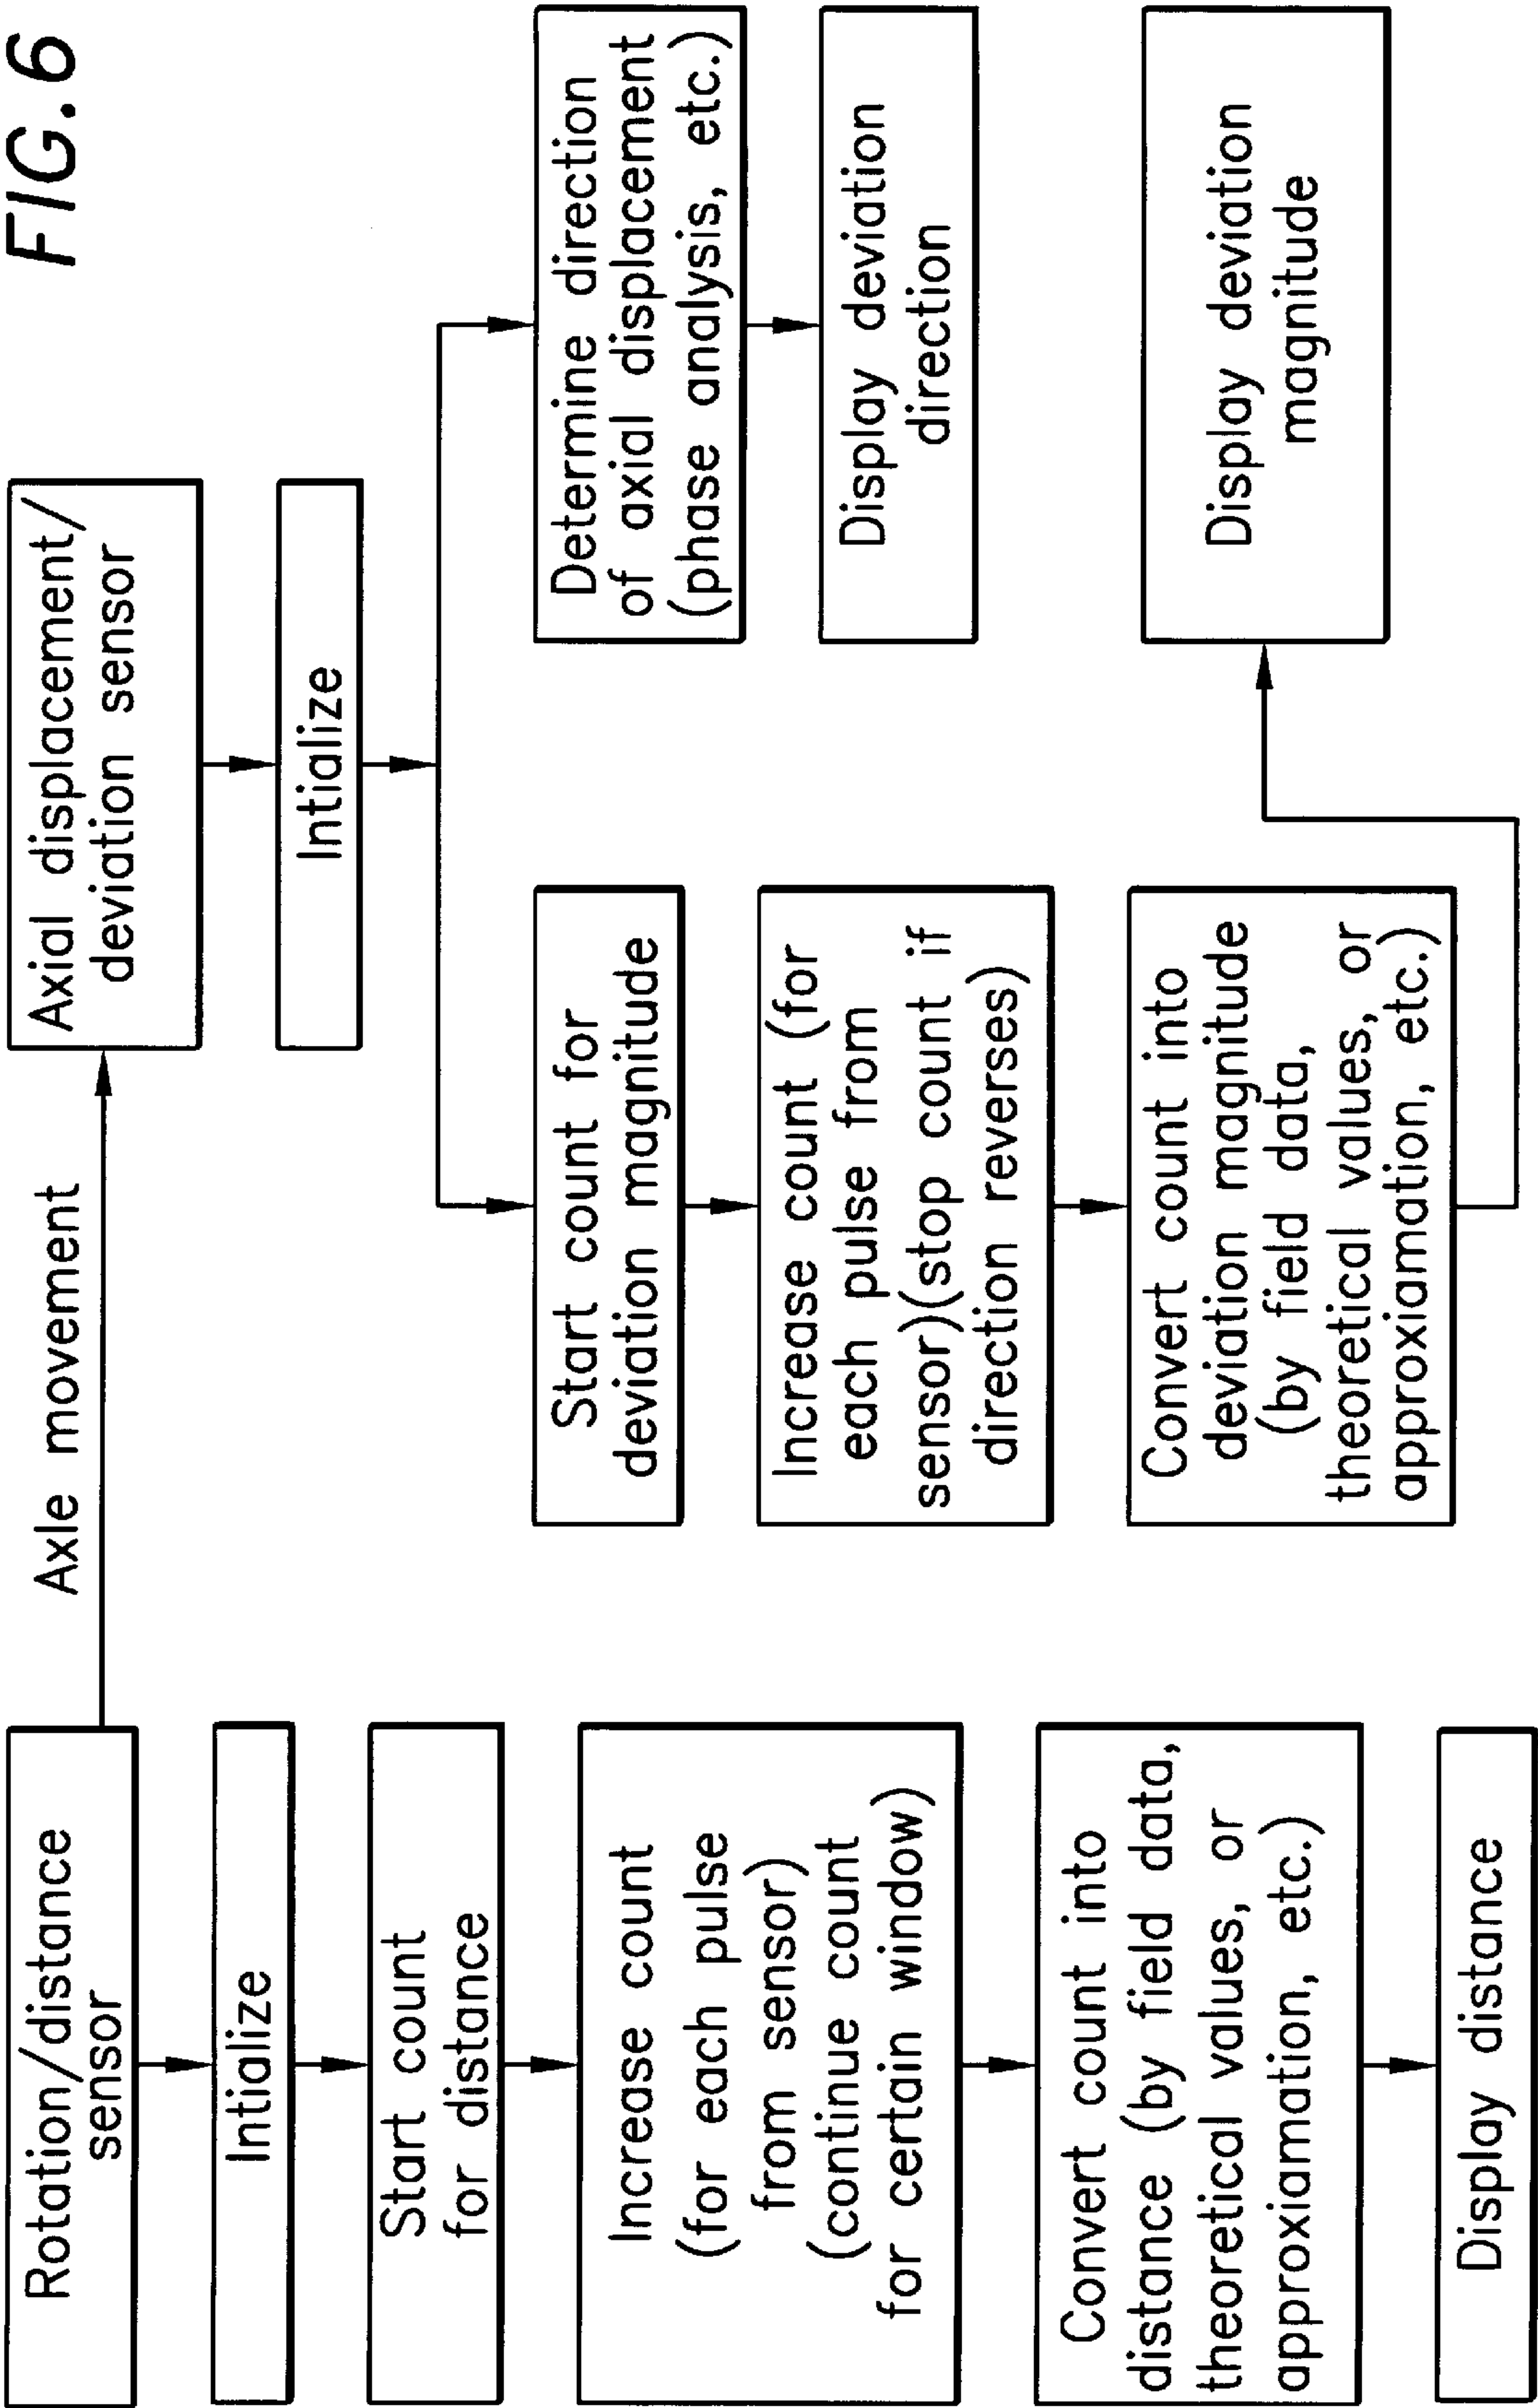 FIG.6
Rotation/distance
sensor
Intialize
Start count
for distance
Increase count
(for each pulse
from sensor)
(continue count
for certain window)
Convert count into
distance (by field data,
theoretical values, or
approxiamation, etc.)
Display distance
Axle movement
Axial displacement/
deviation sensor
Intialize
Start count for
deviation magnitude
Increase count (for
each pulse from
sensor)(stop count if
direction reverses)
Convert count into
deviation magnitude
(by field data,
theoretical values, or
approxiamation, etc.)
Determine direction
of axial displacement
(phase analysis, etc.)
Display deviation
direction
Display deviation
magnitude